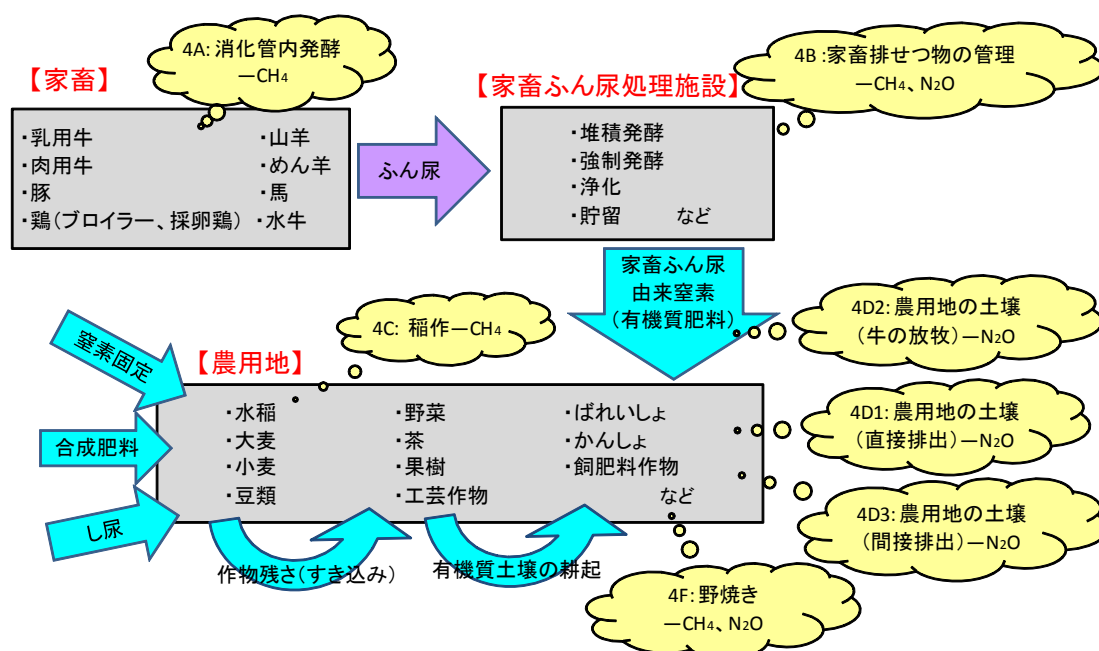 4A: 消化管内発酵
―CH4
4B :家畜排せつ物の管理
―CH4、N2O
【家畜】
【家畜ふん尿処理施設】
・乳用牛
・山羊
・肉用牛
・めん羊
・豚
・馬
・鶏(ブロイラー、採卵鶏)
・水牛
ふん尿
・堆積発酵
・強制発酵
・浄化
・貯留 など
家畜ふん尿
由来窒素
(有機質肥料)
4C: 稲作―CH4
4D2: 農用地の土壌
(牛の放牧)―N2O
窒素固定
合成肥料
し尿
【農用地】
・水稲
・大麦
・小麦
・豆類
・野菜
・茶
・果樹
・工芸作物
・ばれいしょ
・かんしょ
・飼肥料作物
など
4D1: 農用地の土壌
(直接排出)―N2O
4D3: 農用地の土壌
(間接排出)―N2O
作物残さ(すき込み)
有機質土壌の耕起
4F: 野焼き
―CH4、N2O